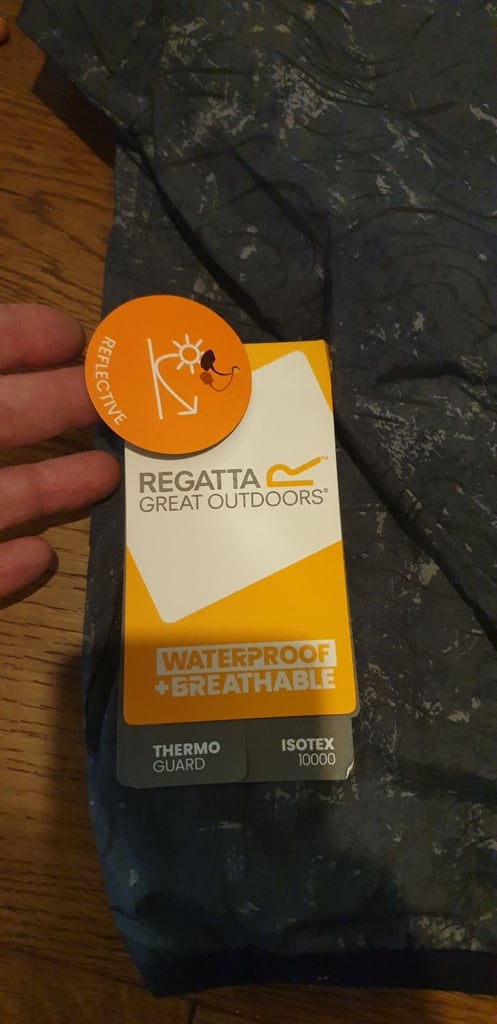 REFLECTIVE
REGATTA
GREAT OUTDOORS®
WATERPROOF
+BREATHABLE
THERMO
GUARD
ISOTEX
10000